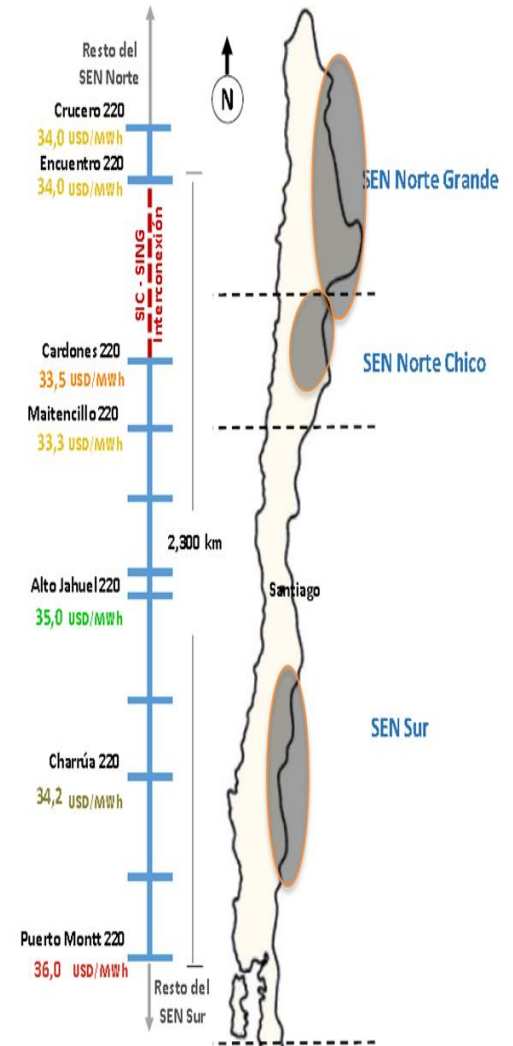 Resto del
SEN Norte
Crucero 220
34,0 USD/MWh
Encuentro 220
34,0 USD/MWh
SIC - SING
Interconexión
Cardones 220
33,5 USD/MWh
Maitencillo 220
33,3 USD/MWh
2,300 km
Alto Jahuel 220
35,0 USD/MWh
Charrúa 220
34,2 USD/MWh
Puerto Montt 220
36,0 USD/MWh
Resto del
SEN Sur
N
SEN Norte Grande
SEN Norte Chico
Santiago
SEN Sur